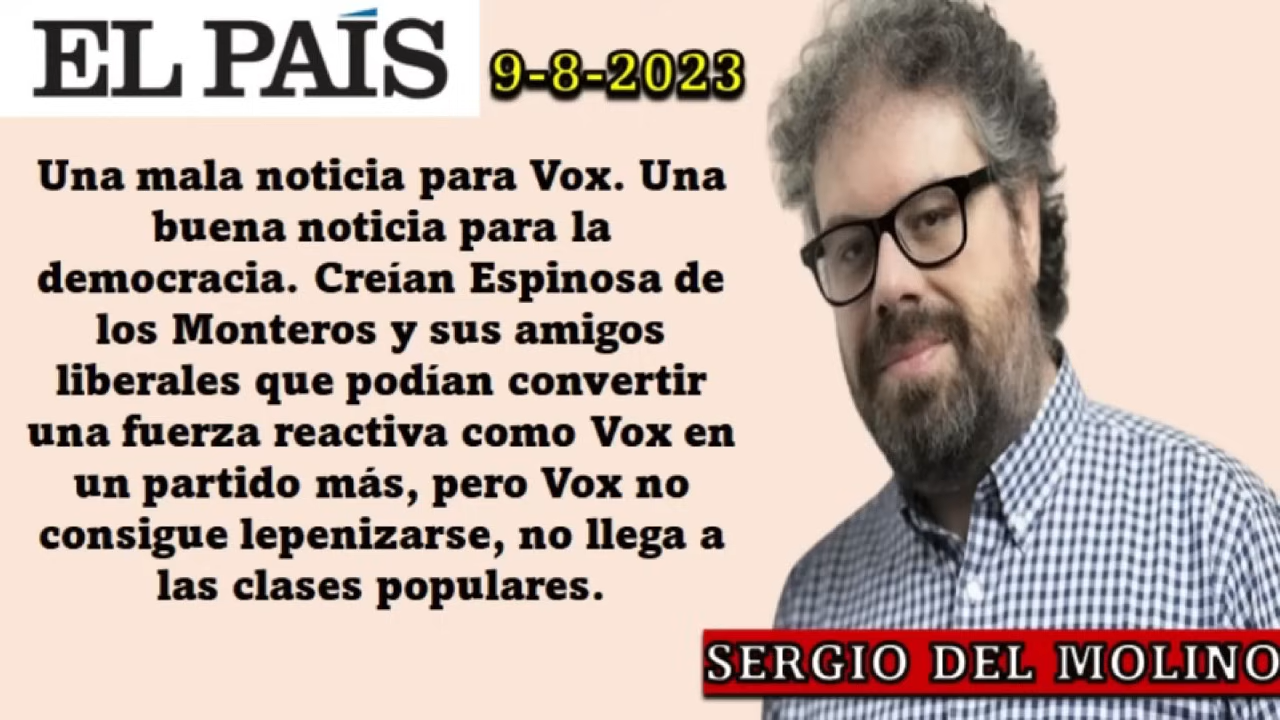 EL PAÍS
9-8-2023
Una mala noticia para Vox. Una
buena noticia para la
democracia. Creían Espinosa de
los Monteros y sus amigos
liberales que podían convertir
una fuerza reactiva como Vox en
un partido más, pero Vox no
consigue lepenizarse, no llega a
las clases populares.
SERGIO DEL MOLINO